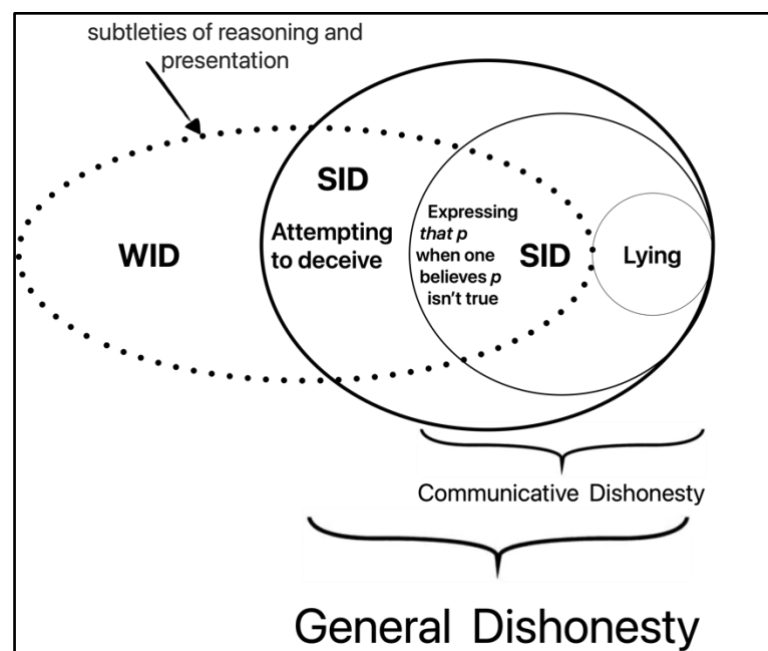 subtleties of reasoning and
presentation
SID
Attempting
to deceive
WID
Expressing
that p
when one
believes p
isn’t true
SID
Lying
Communicative Dishonesty
General Dishonesty